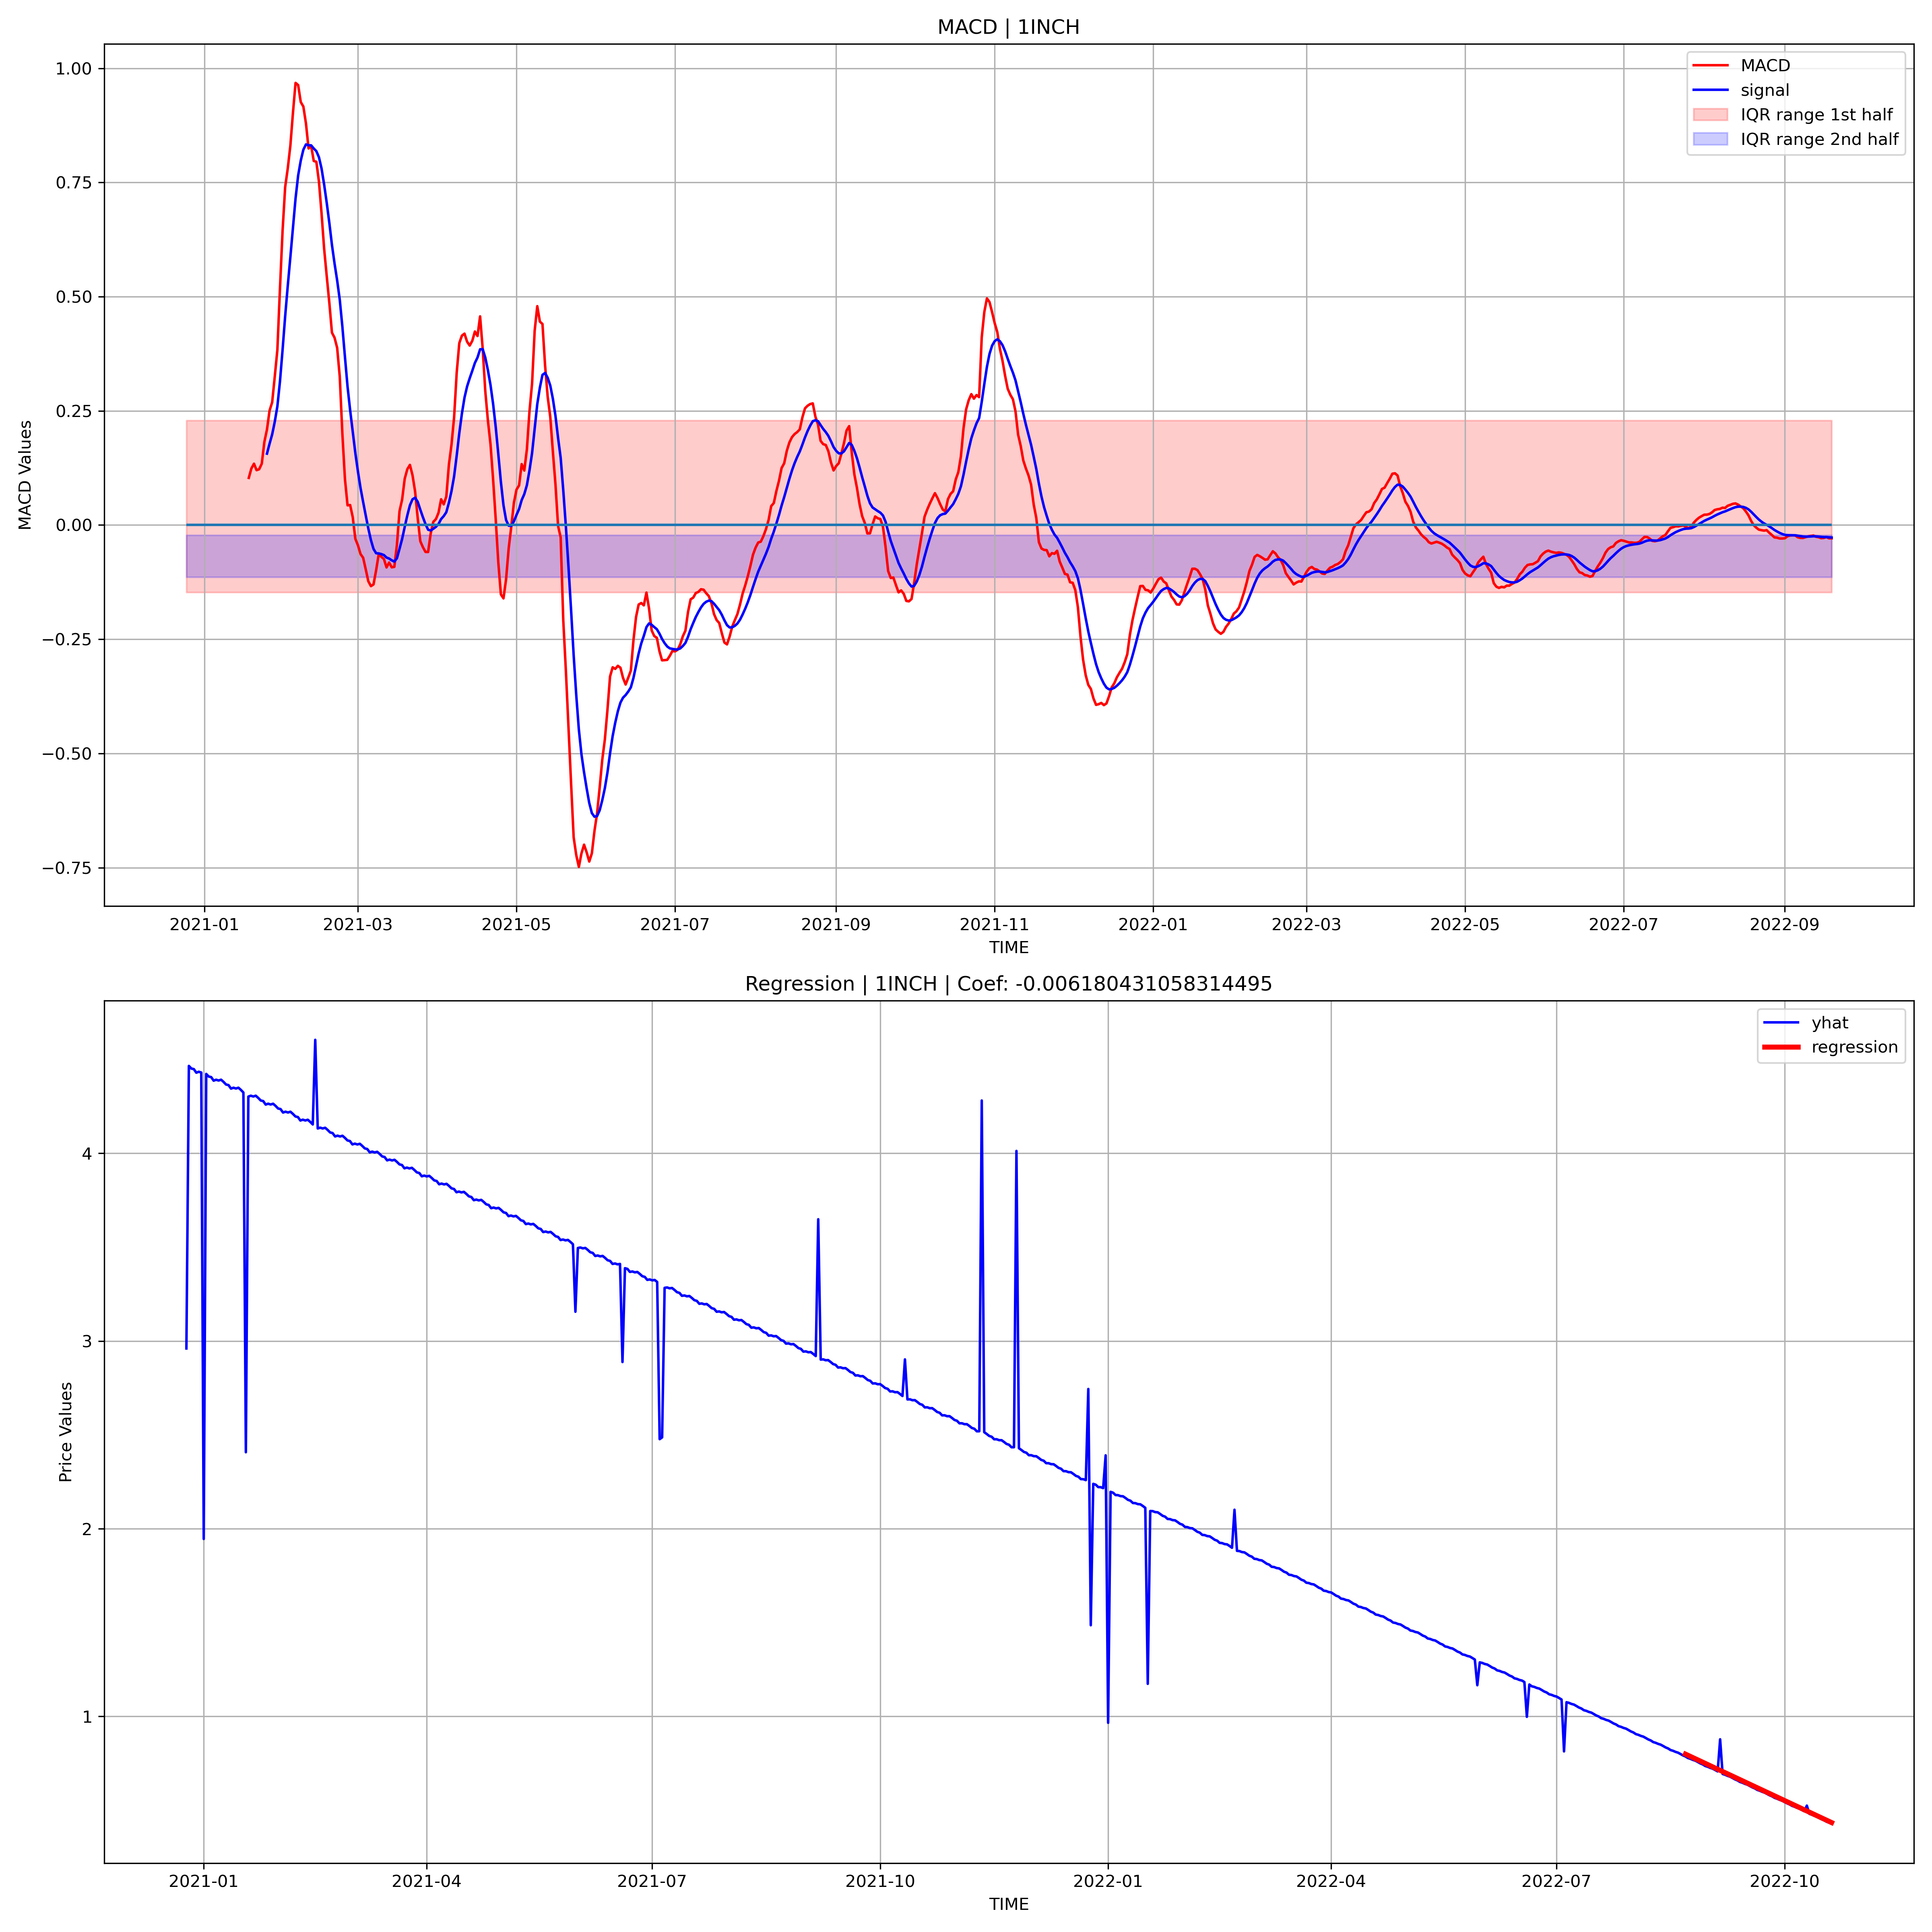 MACD | 1INCH
MACD
signal
IQR range 1st half
IQR range 2nd half
MACD Values
1.00
0.75
0.50
0.25
0.00
−0.25
−0.50
−0.75
2021-01 2021-03 2021-05 2021-07 2021-09 2021-11 2022-01 2022-03 2022-05 2022-07 2022-09
TIME
Regression | 1INCH | Coef: -0.006180431058314495
yhat
regression
Price Values
4
3
2
1
2021-01 2021-04 2021-07 2021-10 2022-01 2022-04 2022-07 2022-10
TIME